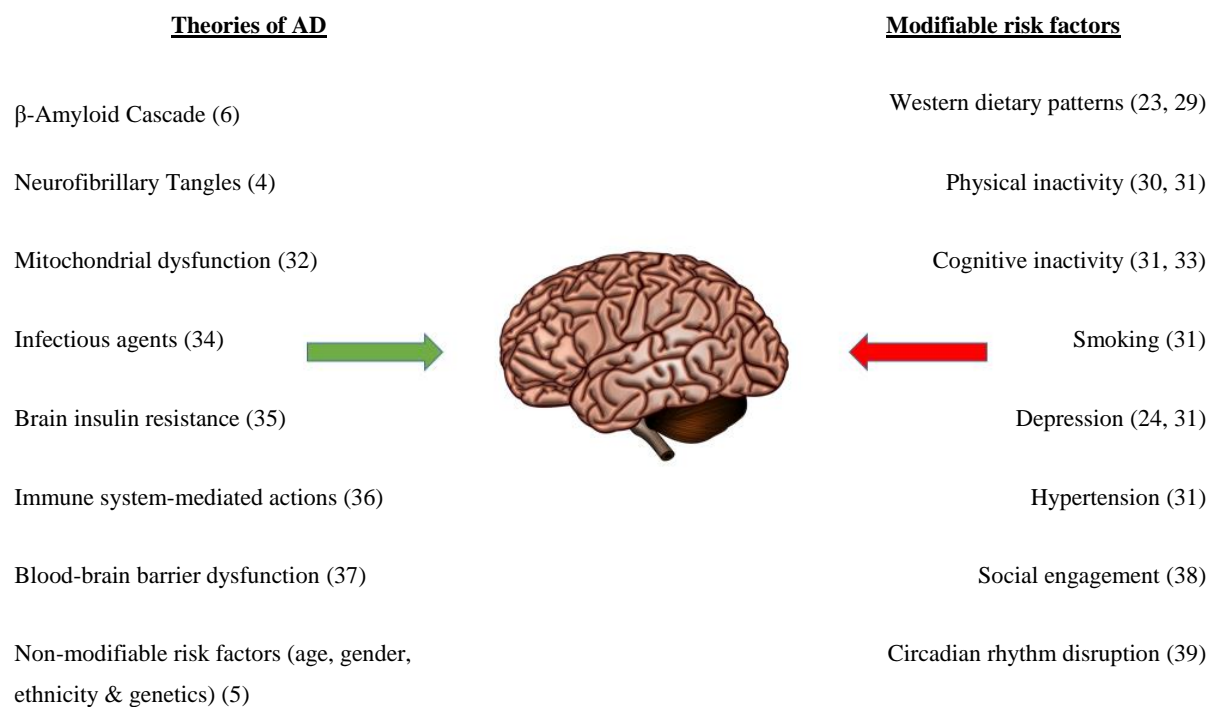 Theories of AD
β-Amyloid Cascade (6)
Neurofibrillary Tangles (4)
Mitochondrial dysfunction (32)
Infectious agents (34)
Brain insulin resistance (35)
Immune system-mediated actions (36)
Blood-brain barrier dysfunction (37)
Non-modifiable risk factors (age, gender,
ethnicity & genetics) (5)
Modifiable risk factors
Western dietary patterns (23, 29)
Physical inactivity (30, 31)
Cognitive inactivity (31, 33)
Smoking (31)
Depression (24, 31)
Hypertension (31)
Social engagement (38)
Circadian rhythm disruption (39)